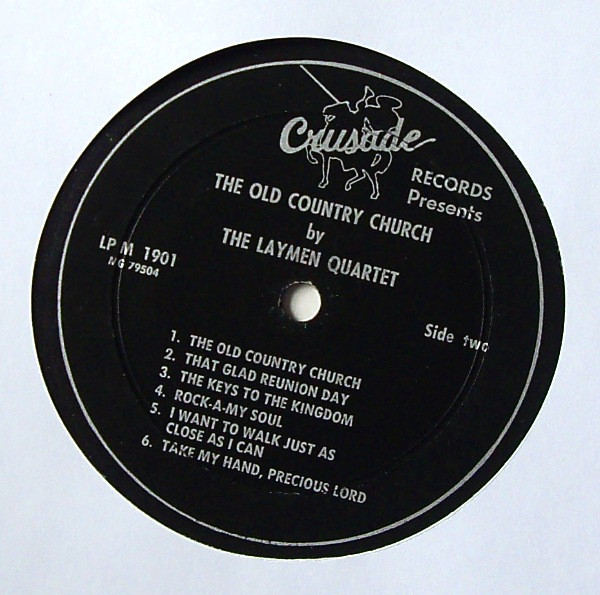 Crusade
RECORDS
Presents
THE OLD COUNTRY CHURCH
by
THE LAYMEN QUARTET
LP M 1901
NG 79504
Side two
1. THE OLD COUNTRY CHURCH
2. THAT GLAD REUNION DAY
3. THE KEYS TO THE KINGDOM
4. ROCK-A-MY SOUL
5. I WANT TO WALK JUST AS
CLOSE AS I CAN
6. TAKE MY HAND, PRECIOUS LORD